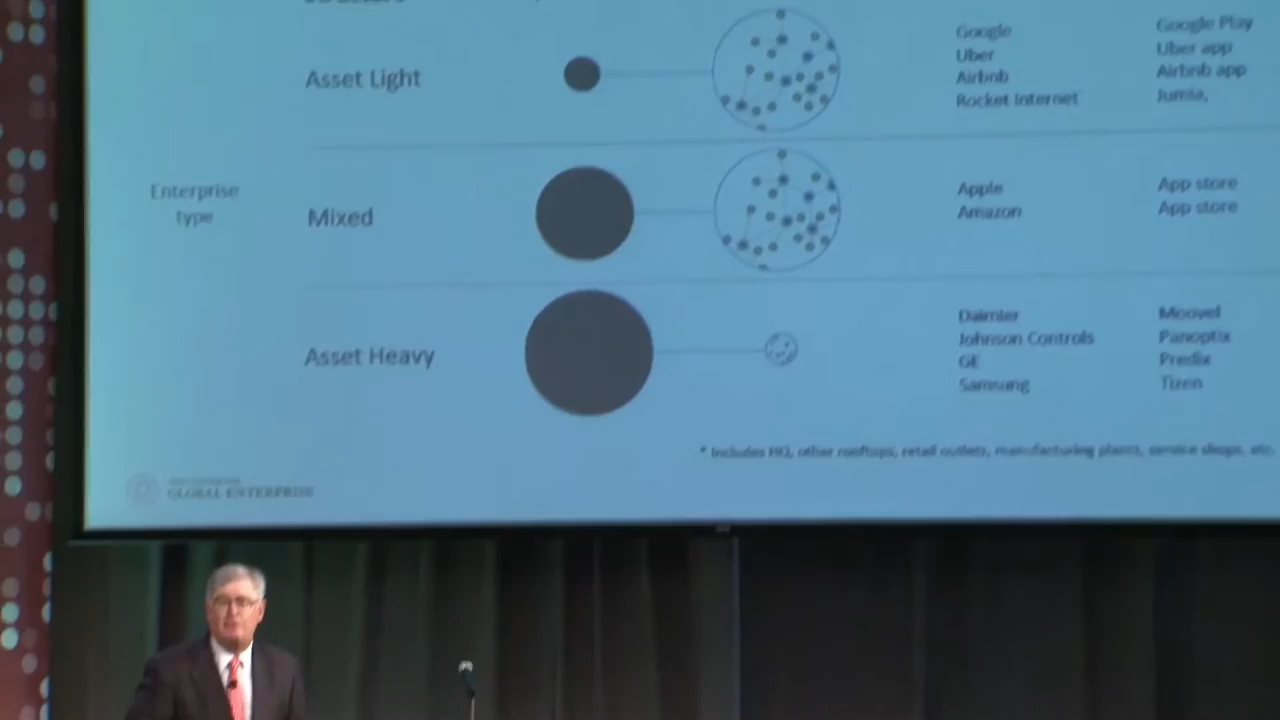 Asset Light
Google
Uber
Airbnb
Rocket Internet
Google Play
Uber app
Airbnb app
Jumia,
Enterprise
type
Mixed
Apple
Amazon
App store
App store
Asset Heavy
Daimler
Johnson Controls
GE
Samsung
Moovel
Panoptix
Predix
Tizen
* Includes HQ, other rooftops, retail outlets, manufacturing plants, service shops, etc.
GLOBAL ENTERPRISE